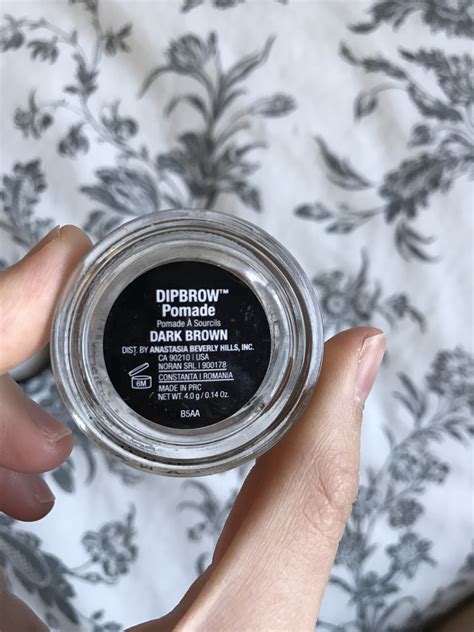 DIPBROW™
Pomade
Pomade À Sourcils
DARK BROWN
DIST. BY ANASTASIA BEVERLY HILLS, INC.
CA 90210 | USA
NORAN SRL | 900178
CONSTANTA | ROMANIA
MADE IN PRC
6M
NET WT. 4.0 g / 0.14 Oz.
B5AA